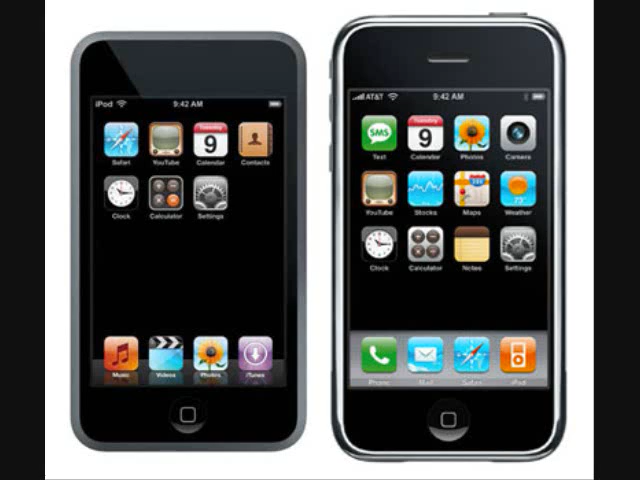 iPod 9:42 AM
Tuesday
9
Safari YouTube Calendar Contacts
Clock Calculator Settings
Music Videos Photos iTunes
AT&T 9:42 AM
SMS
Tuesday
9
Text Calendar Photos Camera
280
73°
YouTube Stocks Maps Weather
Clock Calculator Notes Settings
Phone Mail Safari iPod